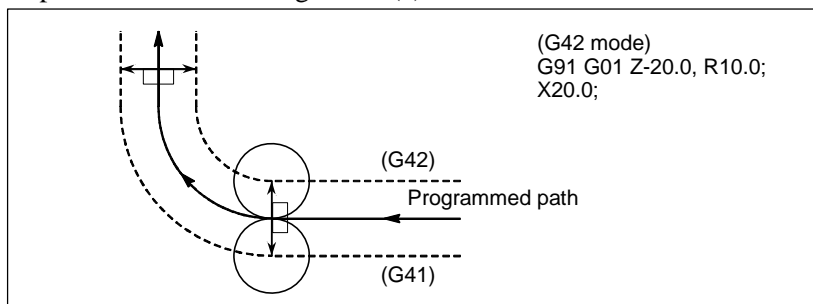 (G42 mode)
G91 G01 Z-20.0, R10.0;
X20.0;
(G42)
Programmed path
(G41)